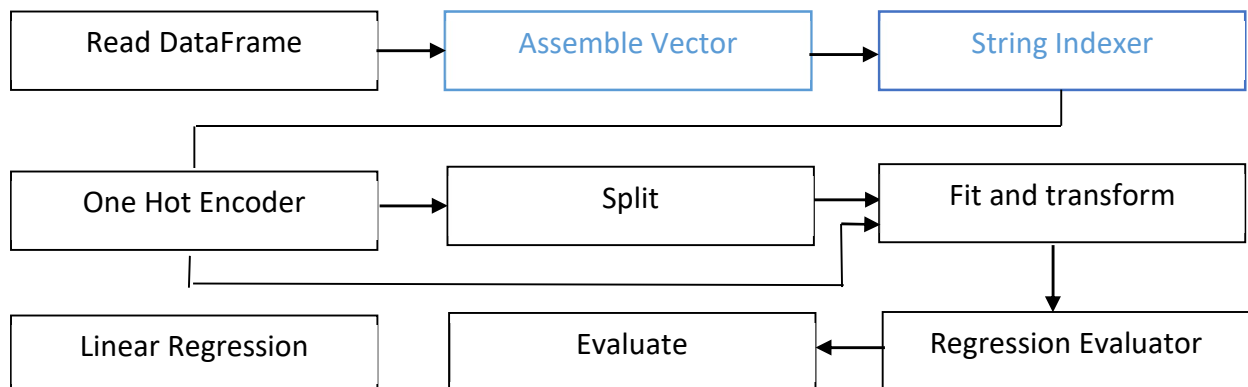 Read DataFrame
Assemble Vector
String Indexer
One Hot Encoder
Split
Fit and transform
Linear Regression
Evaluate
Regression Evaluator